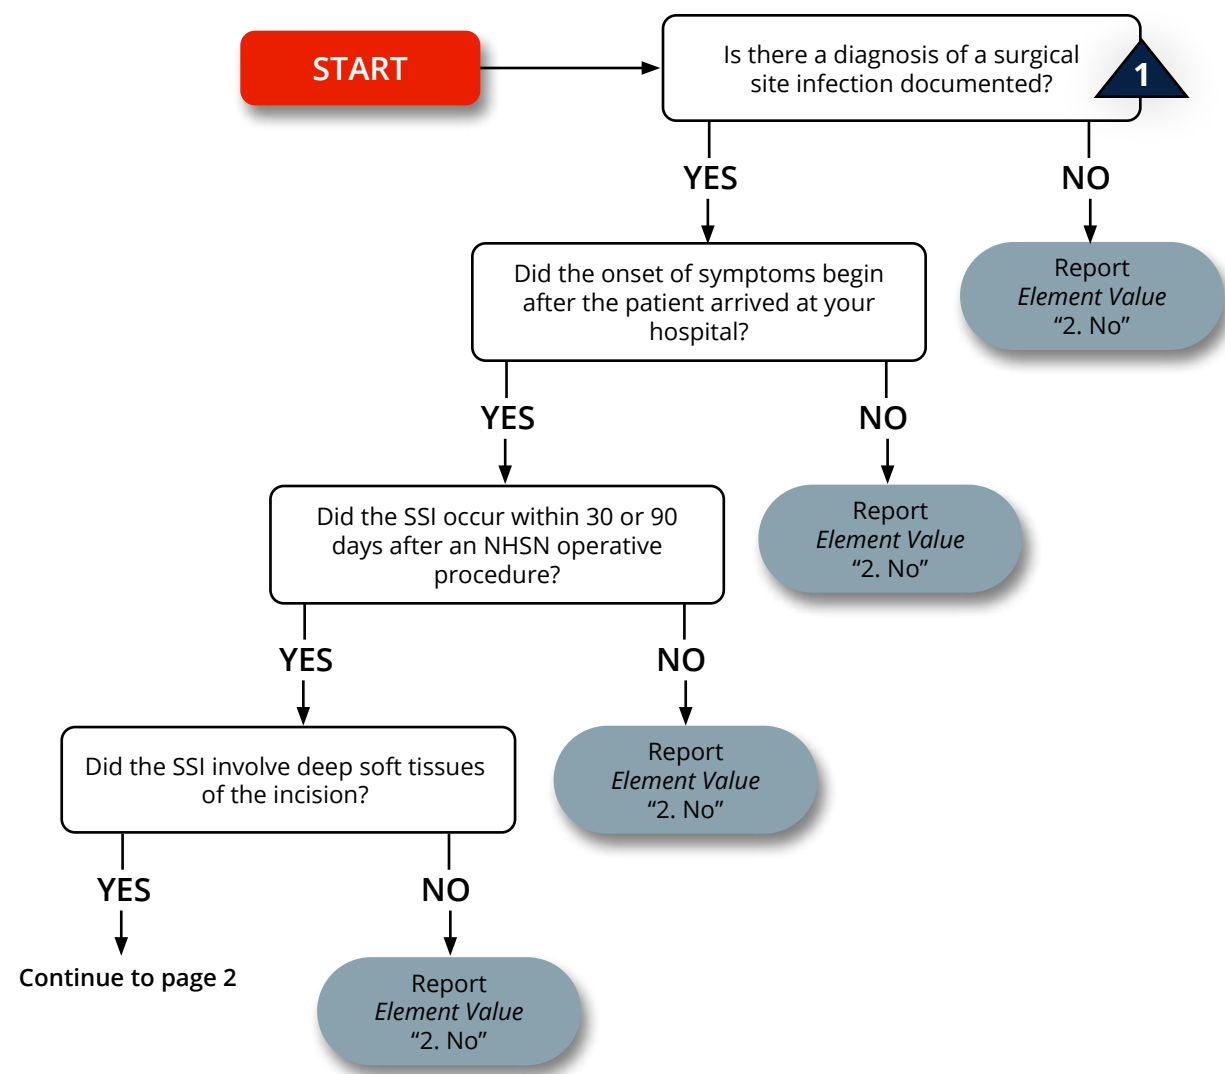 START
Is there a diagnosis of a surgical
site infection documented?
1
YES
NO
Did the onset of symptoms begin
after the patient arrived at your
hospital?
Report
Element Value
“2. No”
YES
NO
Did the SSI occur within 30 or 90
days after an NHSN operative
procedure?
Report
Element Value
“2. No”
YES
NO
Did the SSI involve deep soft tissues
of the incision?
Report
Element Value
“2. No”
YES
NO
Continue to page 2
Report
Element Value
“2. No”